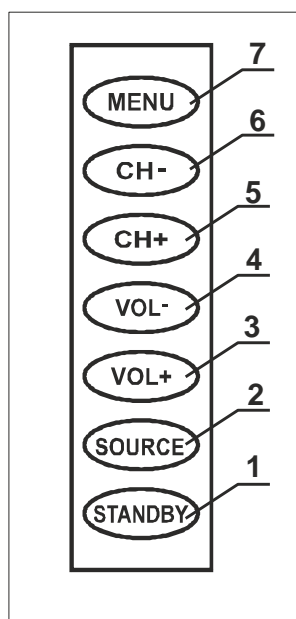 7
MENU
6
CH-
5
CH+
4
VOL-
3
VOL+
2
SOURCE
1
STANDBY